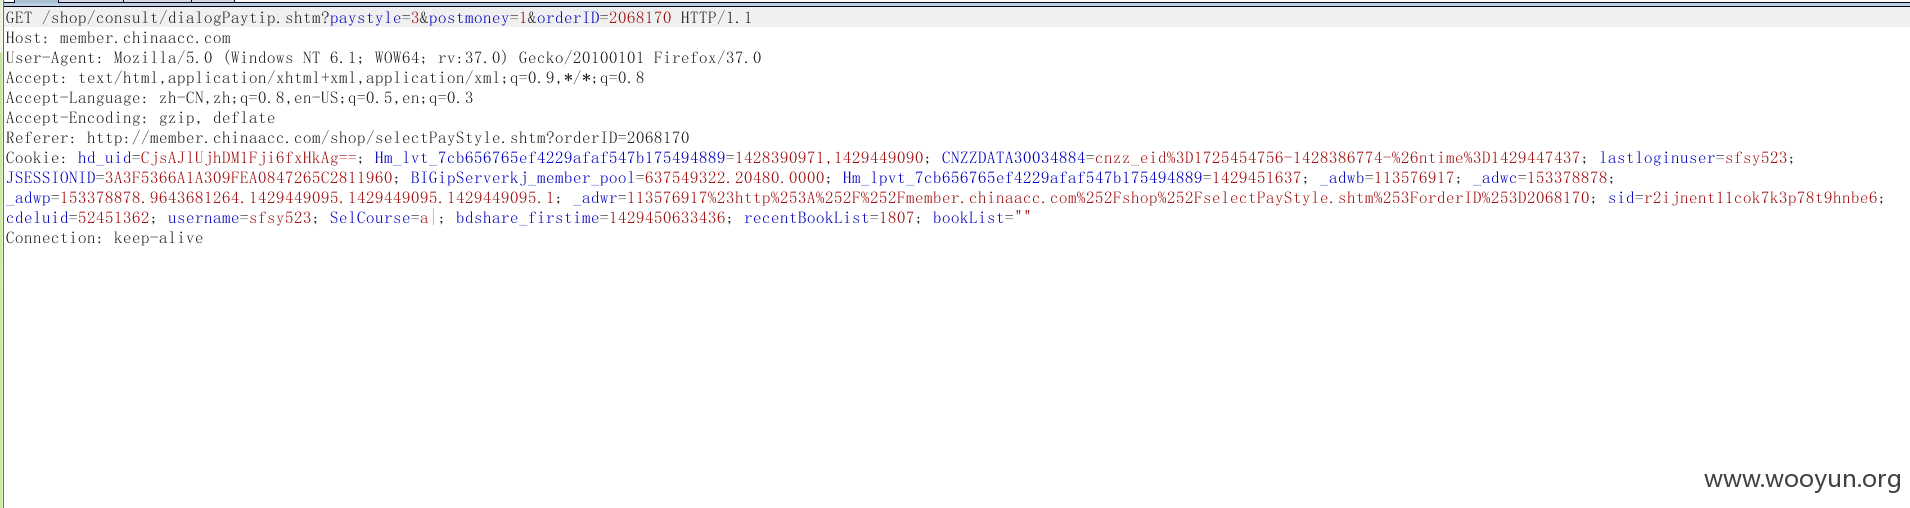 GET /shop/consult/dialogPaytip.shtm?paystyle=3&postmoney=1&orderID=2068170 HTTP/1.1
Host: member.chinaacc.com
User-Agent: Mozilla/5.0 (Windows NT 6.1; WOW64; rv:37.0) Gecko/20100101 Firefox/37.0
Accept: text/html,application/xhtml+xml,application/xml;q=0.9,*/*;q=0.8
Accept-Language: zh-CN,zh;q=0.8,en-US;q=0.5,en;q=0.3
Accept-Encoding: gzip, deflate
Referer: http://member.chinaacc.com/shop/selectPayStyle.shtm?orderID=2068170
Cookie: hd_uid=CjsAJlUjhDM1Fji6fxHkAg==; Hm_lvt_7cb656765ef4229afaf547b175494889=1428390971,1429449090; CNZZDATA30034884=cnzz_eid%3D1725454756-1428386774-%26ntime%3D1429447437; lastloginuser=sfsy523;
JSESSIONID=3A3F5366A1A309FEA0847265C2811960; BIGipServerkj_member_pool=637549322.20480.0000; Hm_lpvt_7cb656765ef4229afaf547b175494889=1429451637; _adwb=113576917; _adwc=153378878;
_adwp=153378878.9643681264.1429449095.1429449095.1429449095.1; _adwr=113576917%23http%253A%252F%252Fmember.chinaacc.com%252Fshop%252FselectPayStyle.shtm%253ForderID%253D2068170; sid=r2ijnent11cok7k3p78t9hnbe6;
cdeluid=52451362; username=sfsy523; SelCourse=a|; bdshare_firstime=1429450633436; recentBookList=1807; bookList=""
Connection: keep-alive
www.wooyun.org